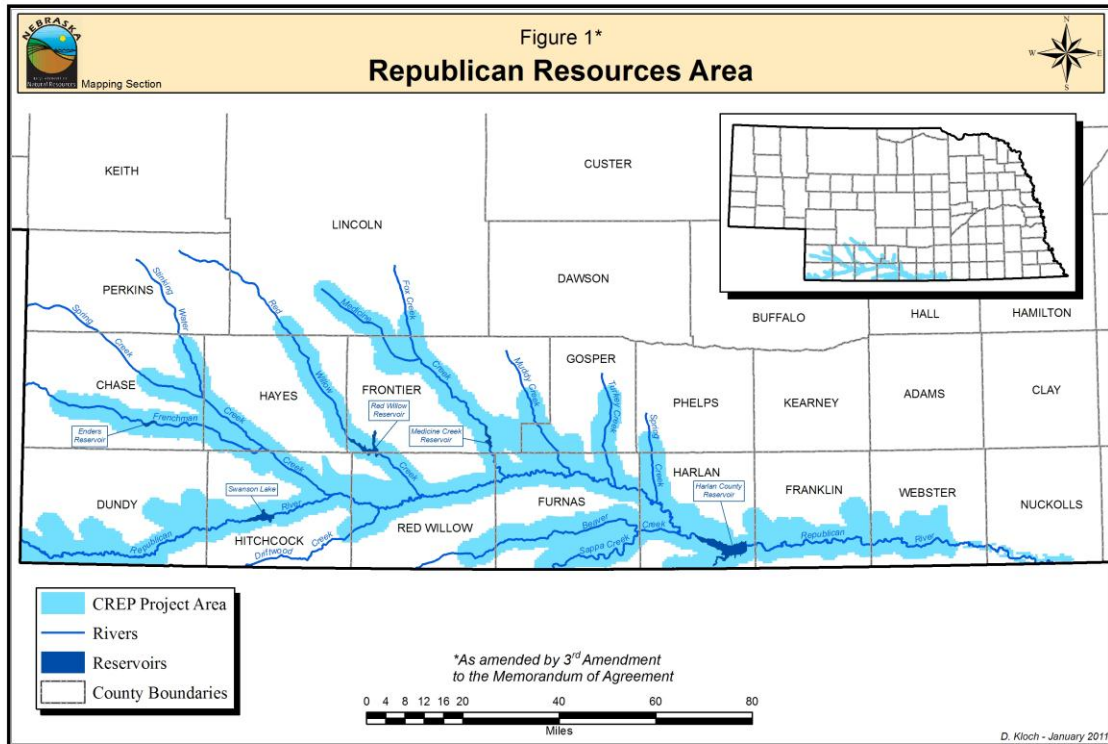 NEBRASKA
Natural Resources
Mapping Section
Figure 1*
Republican Resources Area
N
W
E
S
KEITH
LINCOLN
CUSTER
PERKINS
DAWSON
BUFFALO
HALL
HAMILTON
Stinking
Water
Spring
Creek
Red
Willow
Creek
Medicine
Creek
Fox Creek
Muddy Creek
GOSPER
Turkey Creek
Spring
Creek
CHASE
HAYES
FRONTIER
PHELPS
KEARNEY
ADAMS
CLAY
Red Willow
Reservoir
Medicine Creek
Reservoir
Frenchman
Creek
Creek
Enders
Reservoir
DUNDY
Swanson Lake
Republican
River
HITCHCOCK
Driftwood
Creek
RED WILLOW
FURNAS
Beaver
Creek
Sappa Creek
HARLAN
Harlan County
Reservoir
FRANKLIN
WEBSTER
NUCKOLLS
Republican
River
CREP Project Area
Rivers
Reservoirs
County Boundaries
*As amended by 3rd Amendment
to the Memorandum of Agreement
0 4 8 12 16 20 40 60 80
Miles
D. Kloch - January 2011